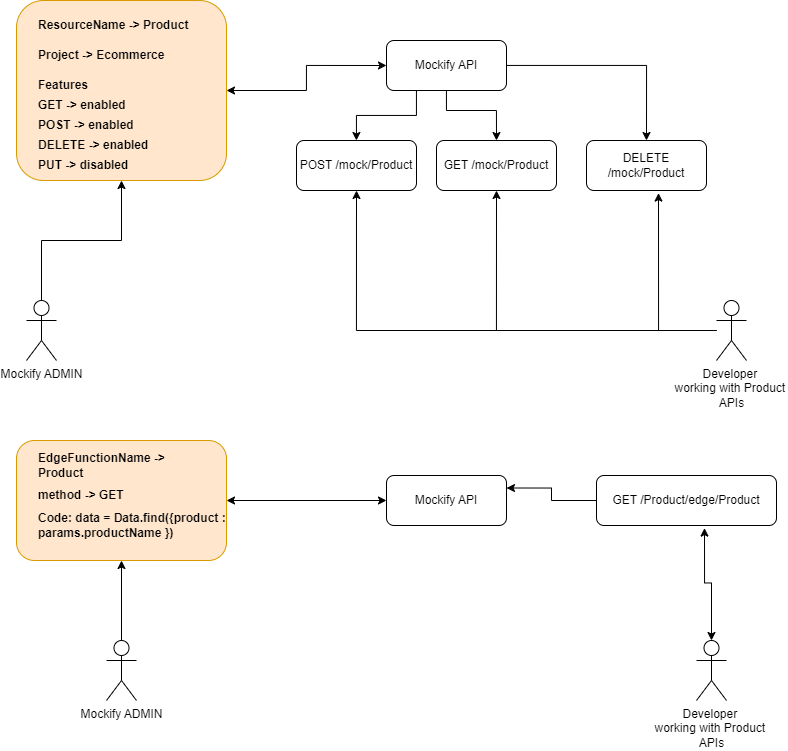 ResourceName -> Product
Project -> Ecommerce
Features
GET -> enabled
POST -> enabled
DELETE -> enabled
PUT -> disabled
Mockify API
POST /mock/Product
GET /mock/Product
DELETE
/mock/Product
Mockify ADMIN
Developer
working with Product
APIs
EdgeFunctionName ->
Product
method -> GET
Code: data = Data.find({product :
params.productName })
Mockify API
GET /Product/edge/Product
Mockify ADMIN
Developer
working with Product
APIs